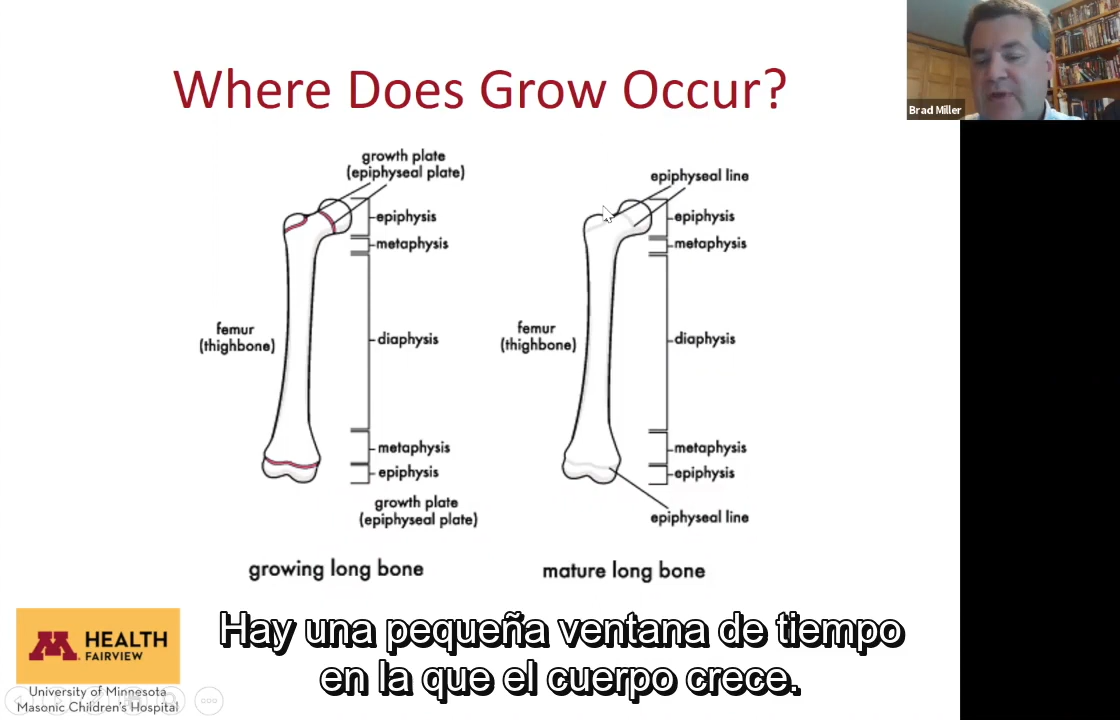 Where Does Grow Occur?
Brad Miller
growth plate
(epiphyseal plate)
epiphysis
metaphysis
diaphysis
femur
(thighbone)
metaphysis
epiphysis
growth plate
(epiphyseal plate)
growing long bone
epiphyseal line
epiphysis
metaphysis
diaphysis
femur
(thighbone)
metaphysis
epiphysis
epiphyseal line
mature long bone
M HEALTH
FAIRVIEW
University of Minnesota
Masonic Children's Hospital
Hay una pequeña ventana de tiempo
en la que el cuerpo crece.